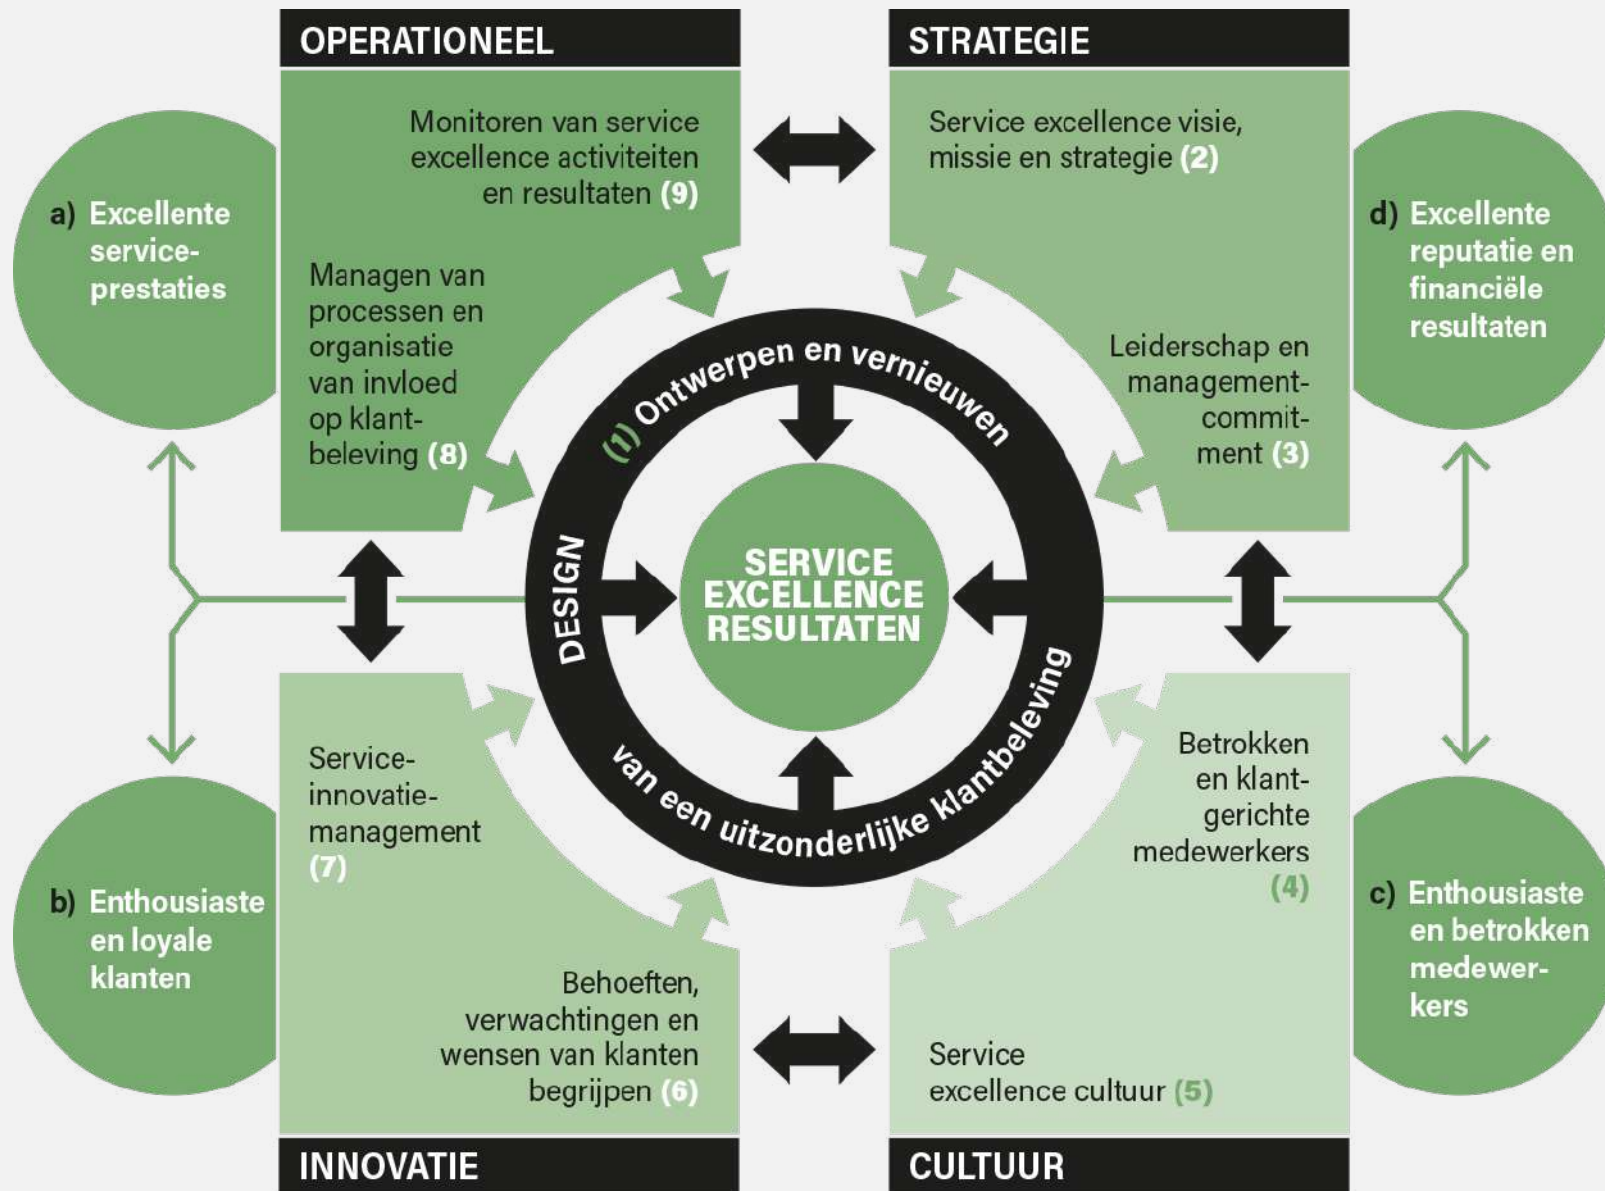 OPERATIONEEL
Monitoren van service
excellence activiteiten
en resultaten (9)
Managen van
processen en
organisatie
van invloed
op klant-
beleving (8)
STRATEGIE
Service excellence visie,
missie en strategie (2)
Leiderschap en
management-
commit-
ment (3)
a) Excellente
service-
prestaties
d) Excellente
reputatie en
financiële
resultaten
DESIGN
(1) Ontwerpen en vernieuwen
van een uitzonderlijke klantbeleving
SERVICE
EXCELLENCE
RESULTATEN
Service-
innovatie-
management
(7)
Behoeften,
verwachtingen en
wensen van klanten
begrijpen (6)
INNOVATIE
Betrokken
en klant-
gerichte
medewerkers
(4)
Service
excellence cultuur (5)
CULTUUR
b) Enthousiaste
en loyale
klanten
c) Enthousiaste
en betrokken
medewer-
kers